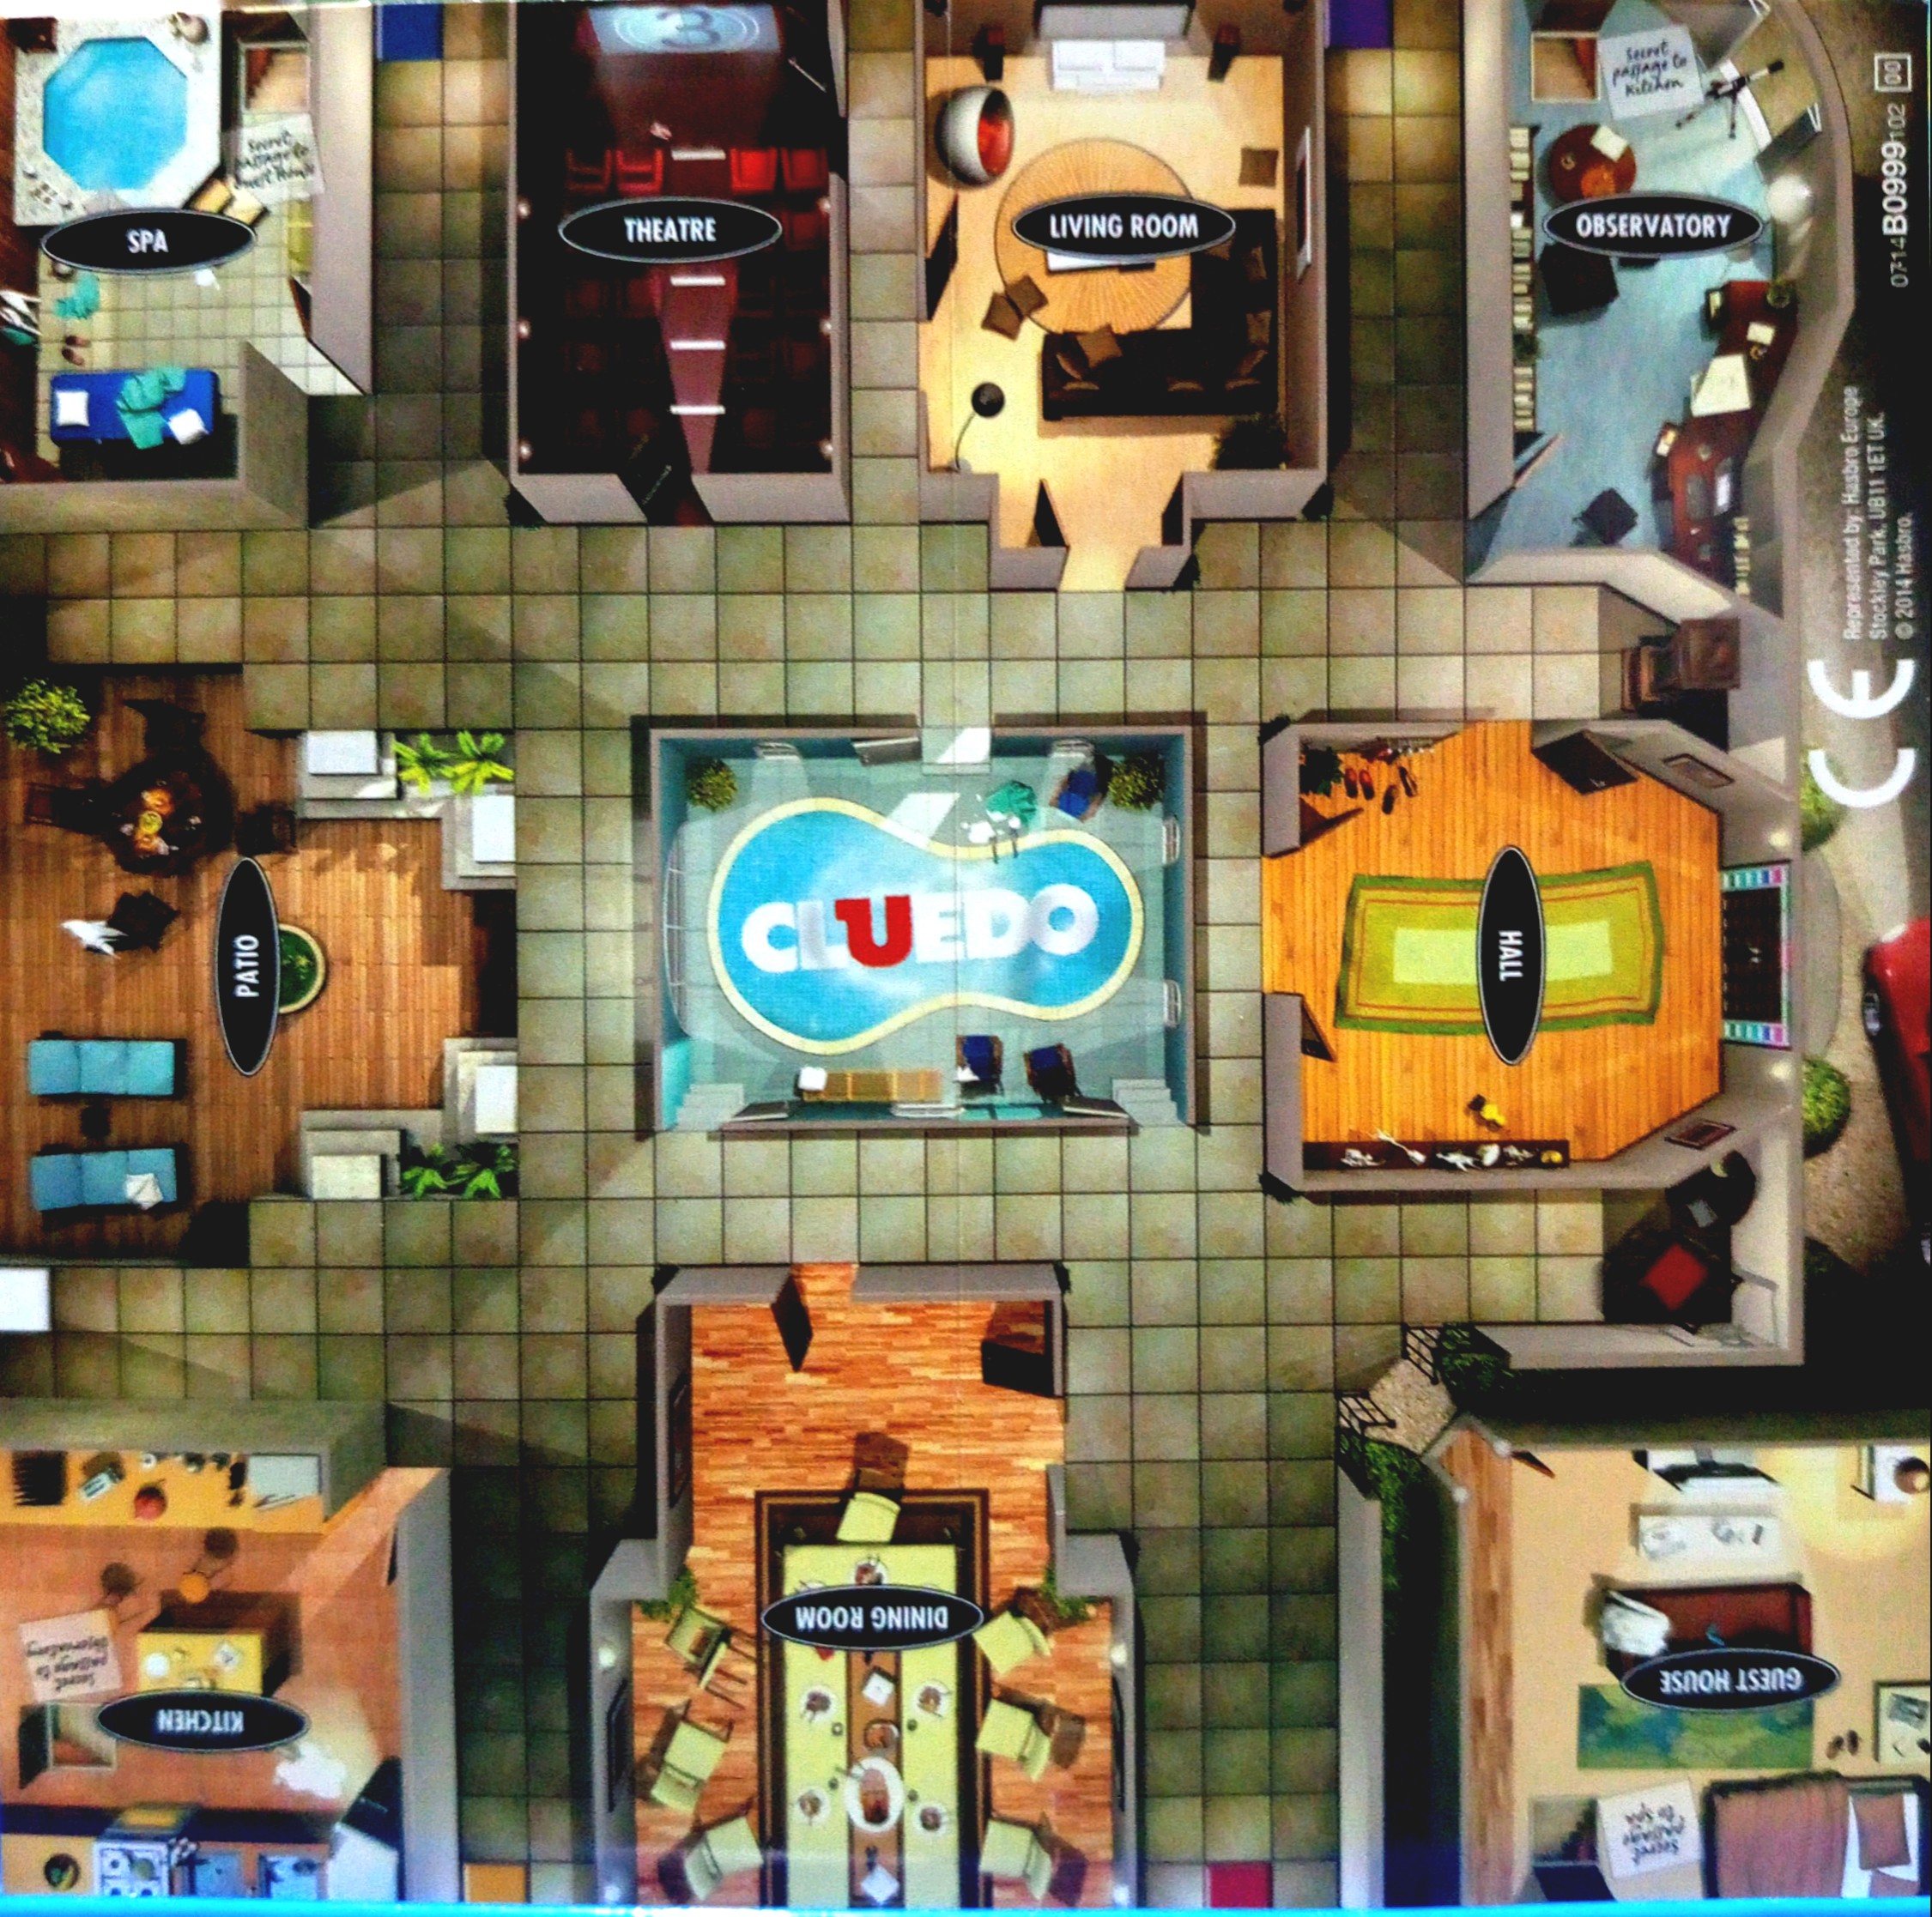 3
Secret
passage to
Guest House
SPA
THEATRE
LIVING ROOM
Secret
passage to
Kitchen
OBSERVATORY
0714B0999102 00
Represented by: Hasbro Europe
Stockley Park, UB11 1ET UK.
© 2014 Hasbro.
CE
PATIO
CLUEDO
HALL
Secret
passage to
Observatory
KITCHEN
DINING ROOM
GUEST HOUSE
Secret
passage
to Spa